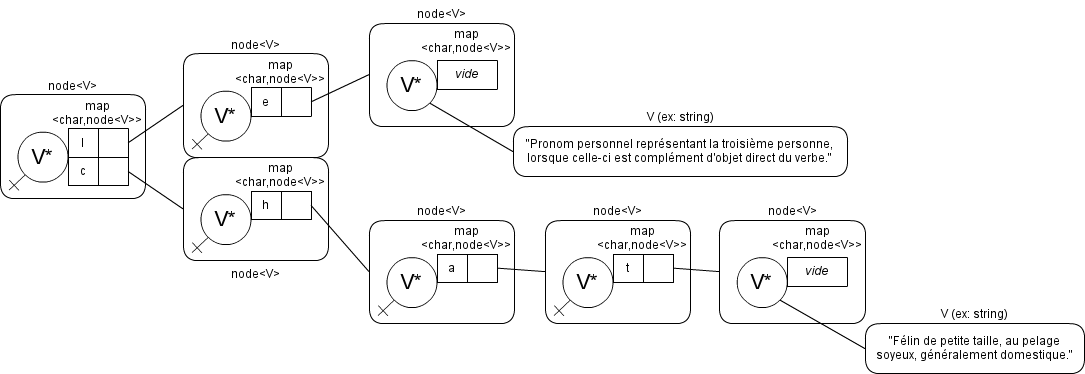 node<V>
map
<char,node<V>>
V*
l
c
node<V>
map
<char,node<V>>
V*
e
node<V>
map
<char,node<V>>
V*
vide
V (ex: string)
"Pronom personnel représentant la troisième personne,
lorsque celle-ci est complément d'objet direct du verbe."
map
<char,node<V>>
V*
h
node<V>
node<V>
map
<char,node<V>>
V*
a
node<V>
map
<char,node<V>>
V*
t
node<V>
map
<char,node<V>>
V*
vide
V (ex: string)
"Félin de petite taille, au pelage
soyeux, généralement domestique."